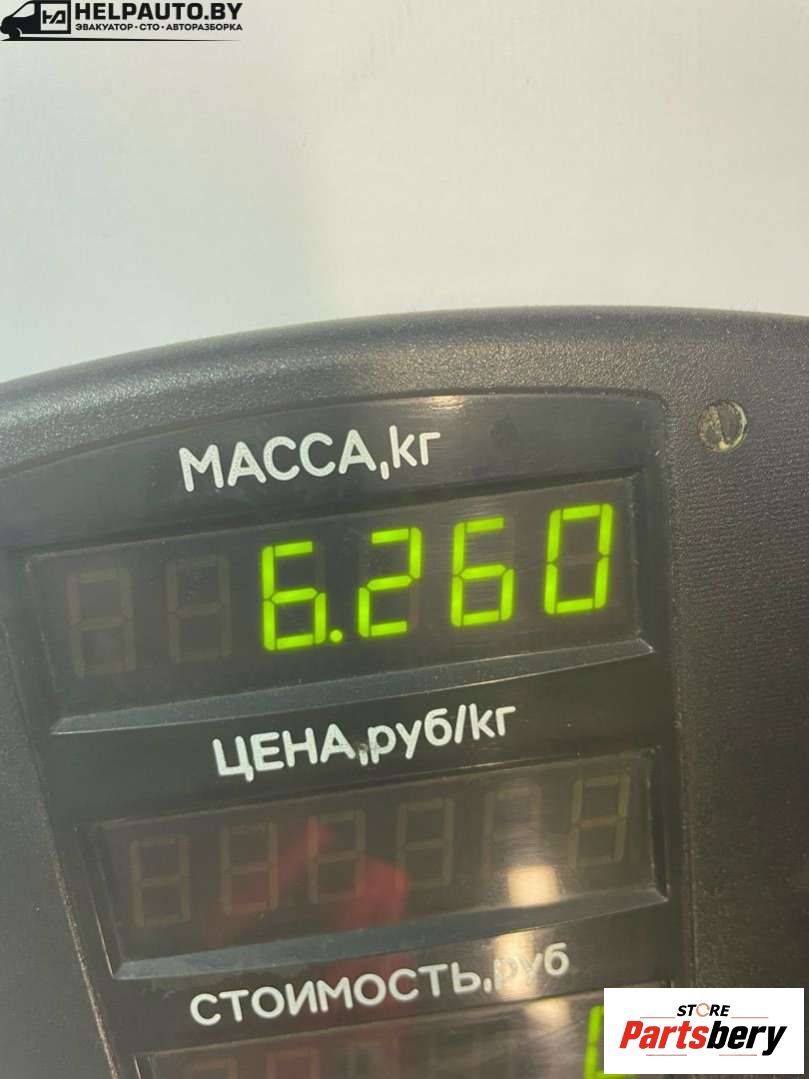 HELPAUTO.BY
ЭВАКУАТОР·СТО·АВТОРАЗБОРКА
МАССА,кг
6.260
ЦЕНА,руб/кг
СТОИМОСТЬ,руб
STORE
Partsbery